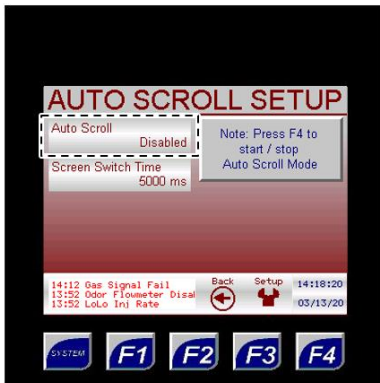 AUTO SCROLL SETUP
Auto Scroll
Disabled
Screen Switch Time
5000 ms
Note: Press
F4 to
start / stop
Auto Scroll
Mode
14:12 Gas Signal Fail
13:52 Odor Flowmeter Disa
13:52 LoLo Inj Rate
Back
Setup
14:18:20
03/13/20
SYSTEM
F1
F2
F3
F4